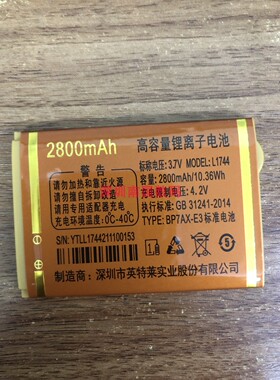 2800mAh
高容量锂离子电池
标称电压: 3.7V MODEL: L1744
容量: 2800mAh/10.36Wh
充电限制电压: 4.2V
执行标准: GB 31241-2014
TYPE: BP7AX-E3 标准电池
警告
请勿加热和靠近火源
请勿擅自拆卸改装
请使用专用适配器充电
充电环境温度: 0C-40℃
SN: YTLL1744211100153
制造商: 深圳市英特莱实业股份有限公司